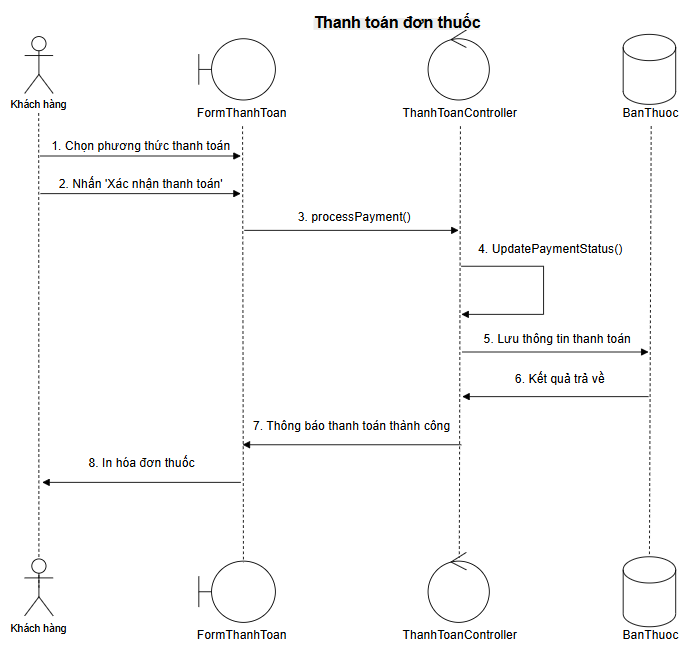 Thanh toán đơn thuốc
Khách hàng
FormThanhToan
ThanhToanController
BanThuoc
1. Chọn phương thức thanh toán
2. Nhấn 'Xác nhận thanh toán'
3. processPayment()
4. UpdatePaymentStatus()
5. Lưu thông tin thanh toán
6. Kết quả trả về
7. Thông báo thanh toán thành công
8. In hóa đơn thuốc
Khách hàng
FormThanhToan
ThanhToanController
BanThuoc